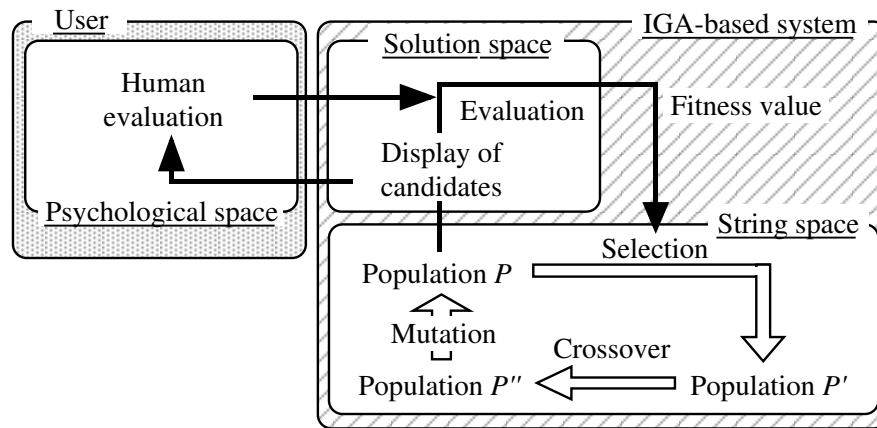 User
IGA-based system
Solution space
Human
evaluation
Evaluation
Fitness value
Display of
candidates
Psychological space
String space
Selection
Population P
Mutation
Crossover
Population P″
Population P′